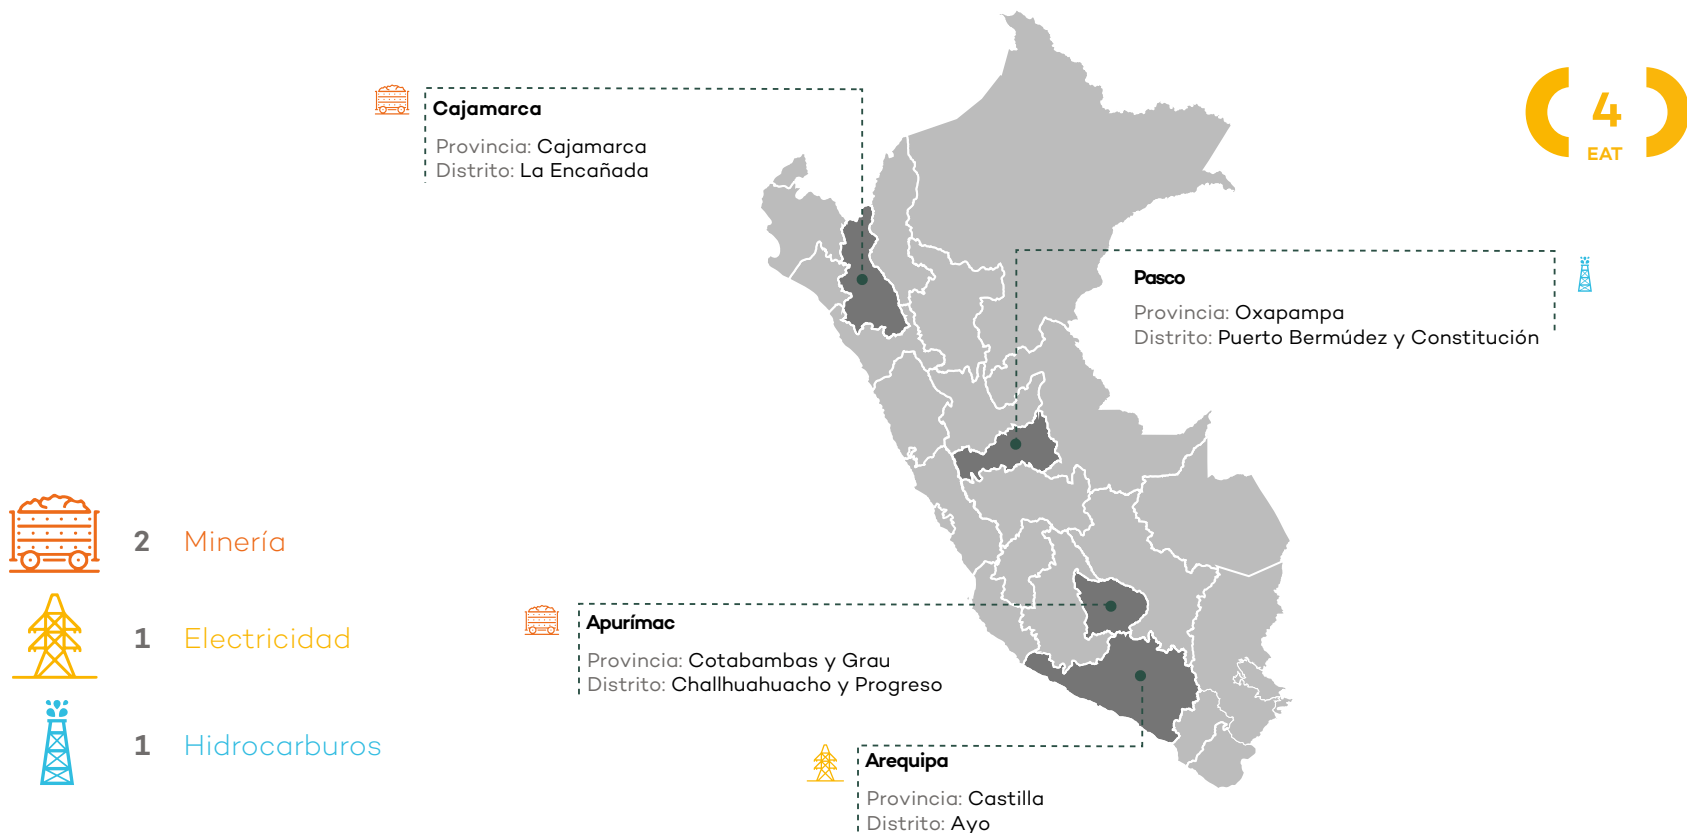 4
EAT
Cajamarca
Provincia: Cajamarca
Distrito: La Encañada
Pasco
Provincia: Oxapampa
Distrito: Puerto Bermúdez y Constitución
2 Minería
1 Electricidad
1 Hidrocarburos
Apurímac
Provincia: Cotabambas y Grau
Distrito: Challhuahuacho y Progreso
Arequipa
Provincia: Castilla
Distrito: Ayo